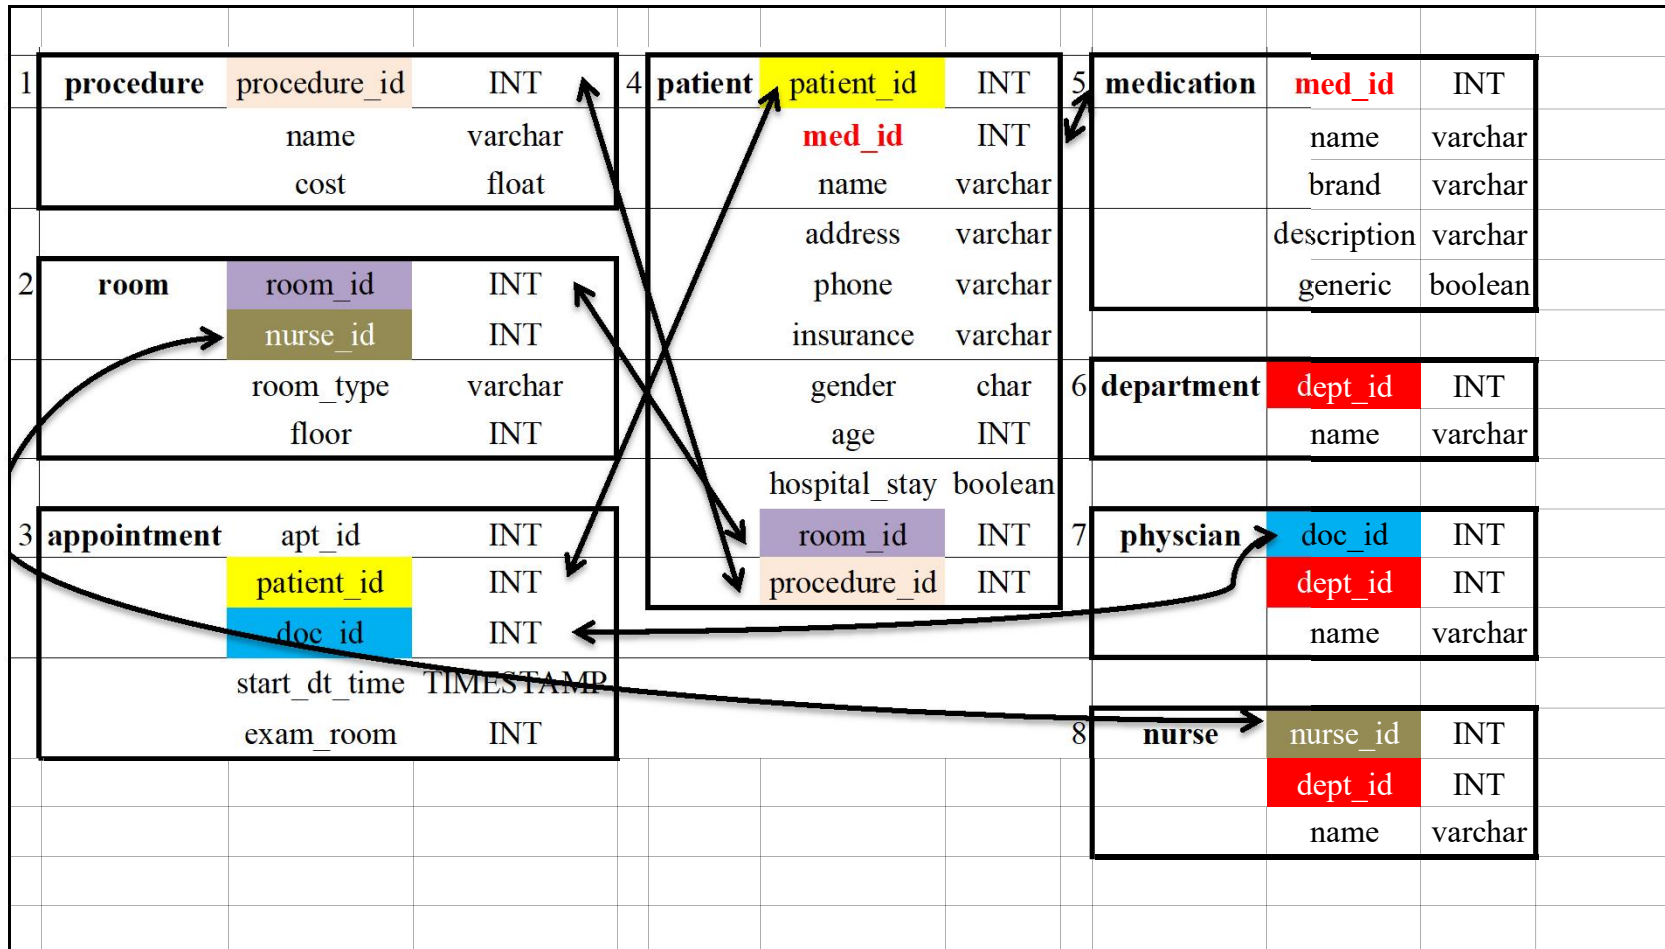 1 procedure procedure_id INT
name varchar
cost float
2 room room_id INT
nurse_id INT
room_type varchar
floor INT
3 appointment apt_id INT
patient_id INT
doc_id INT
start_dt_time TIMESTAMP
exam_room INT
4 patient patient_id INT
med_id INT
name varchar
address varchar
phone varchar
insurance varchar
gender char
age INT
hospital_stay boolean
room_id INT
procedure_id INT
5 medication med_id INT
name varchar
brand varchar
description varchar
generic boolean
6 department dept_id INT
name varchar
7 physcian doc_id INT
dept_id INT
name varchar
8 nurse nurse_id INT
dept_id INT
name varchar